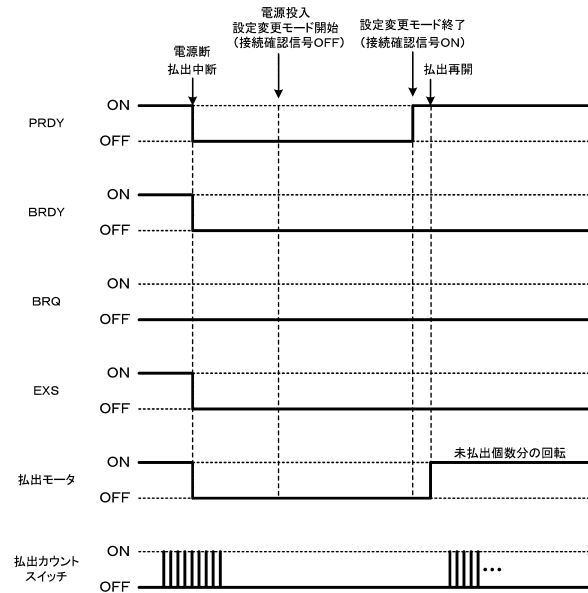 電源投入
設定変更モード開始
(接続確認信号OFF)
設定変更モード終了
(接続確認信号ON)
電源断
払出中断
払出再開
PRDY
ON
OFF
BRDY
ON
OFF
BRQ
ON
OFF
EXS
ON
OFF
払出モータ
ON
OFF
未払出個数分の回転
払出カウント
スイッチ
ON
OFF
•••